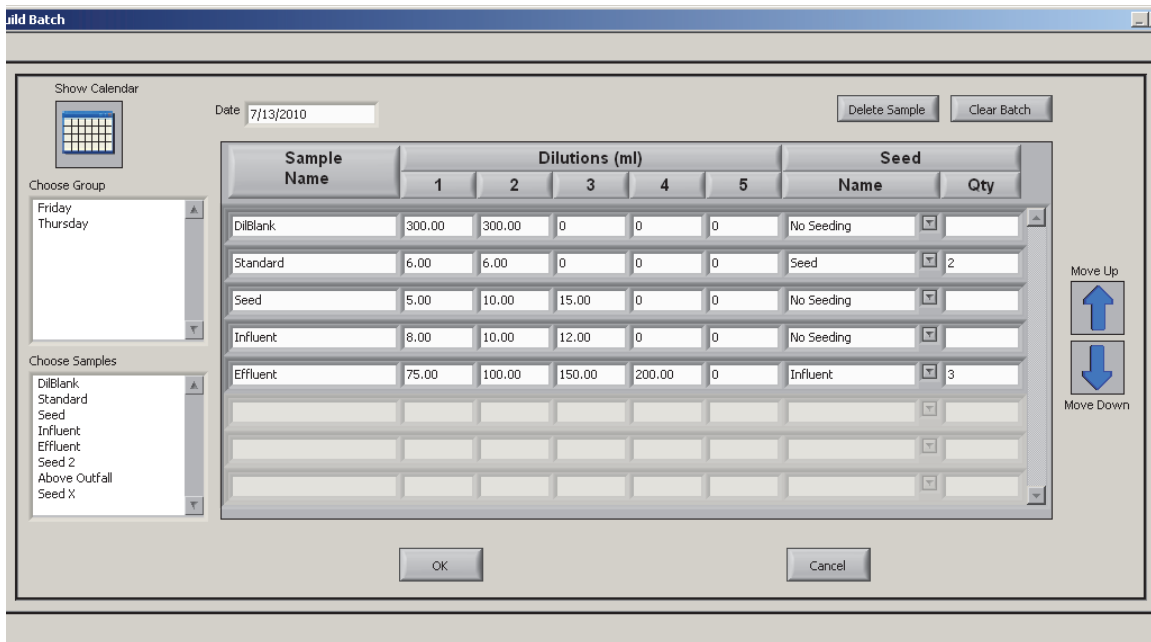 uild Batch
Show Calendar
Date 7/13/2010
Delete Sample Clear Batch
Choose Group
Friday
Thursday
Sample Name Dilutions (ml) Seed
1 2 3 4 5 Name Qty
DilBlank 300.00 300.00 0 0 0 No Seeding
Standard 6.00 6.00 0 0 0 Seed 2
Seed 5.00 10.00 15.00 0 0 No Seeding
Influent 8.00 10.00 12.00 0 0 No Seeding
Effluent 75.00 100.00 150.00 200.00 0 Influent 3
Choose Samples
DilBlank
Standard
Seed
Influent
Effluent
Seed 2
Above Outfall
Seed X
Move Up
Move Down
OK Cancel